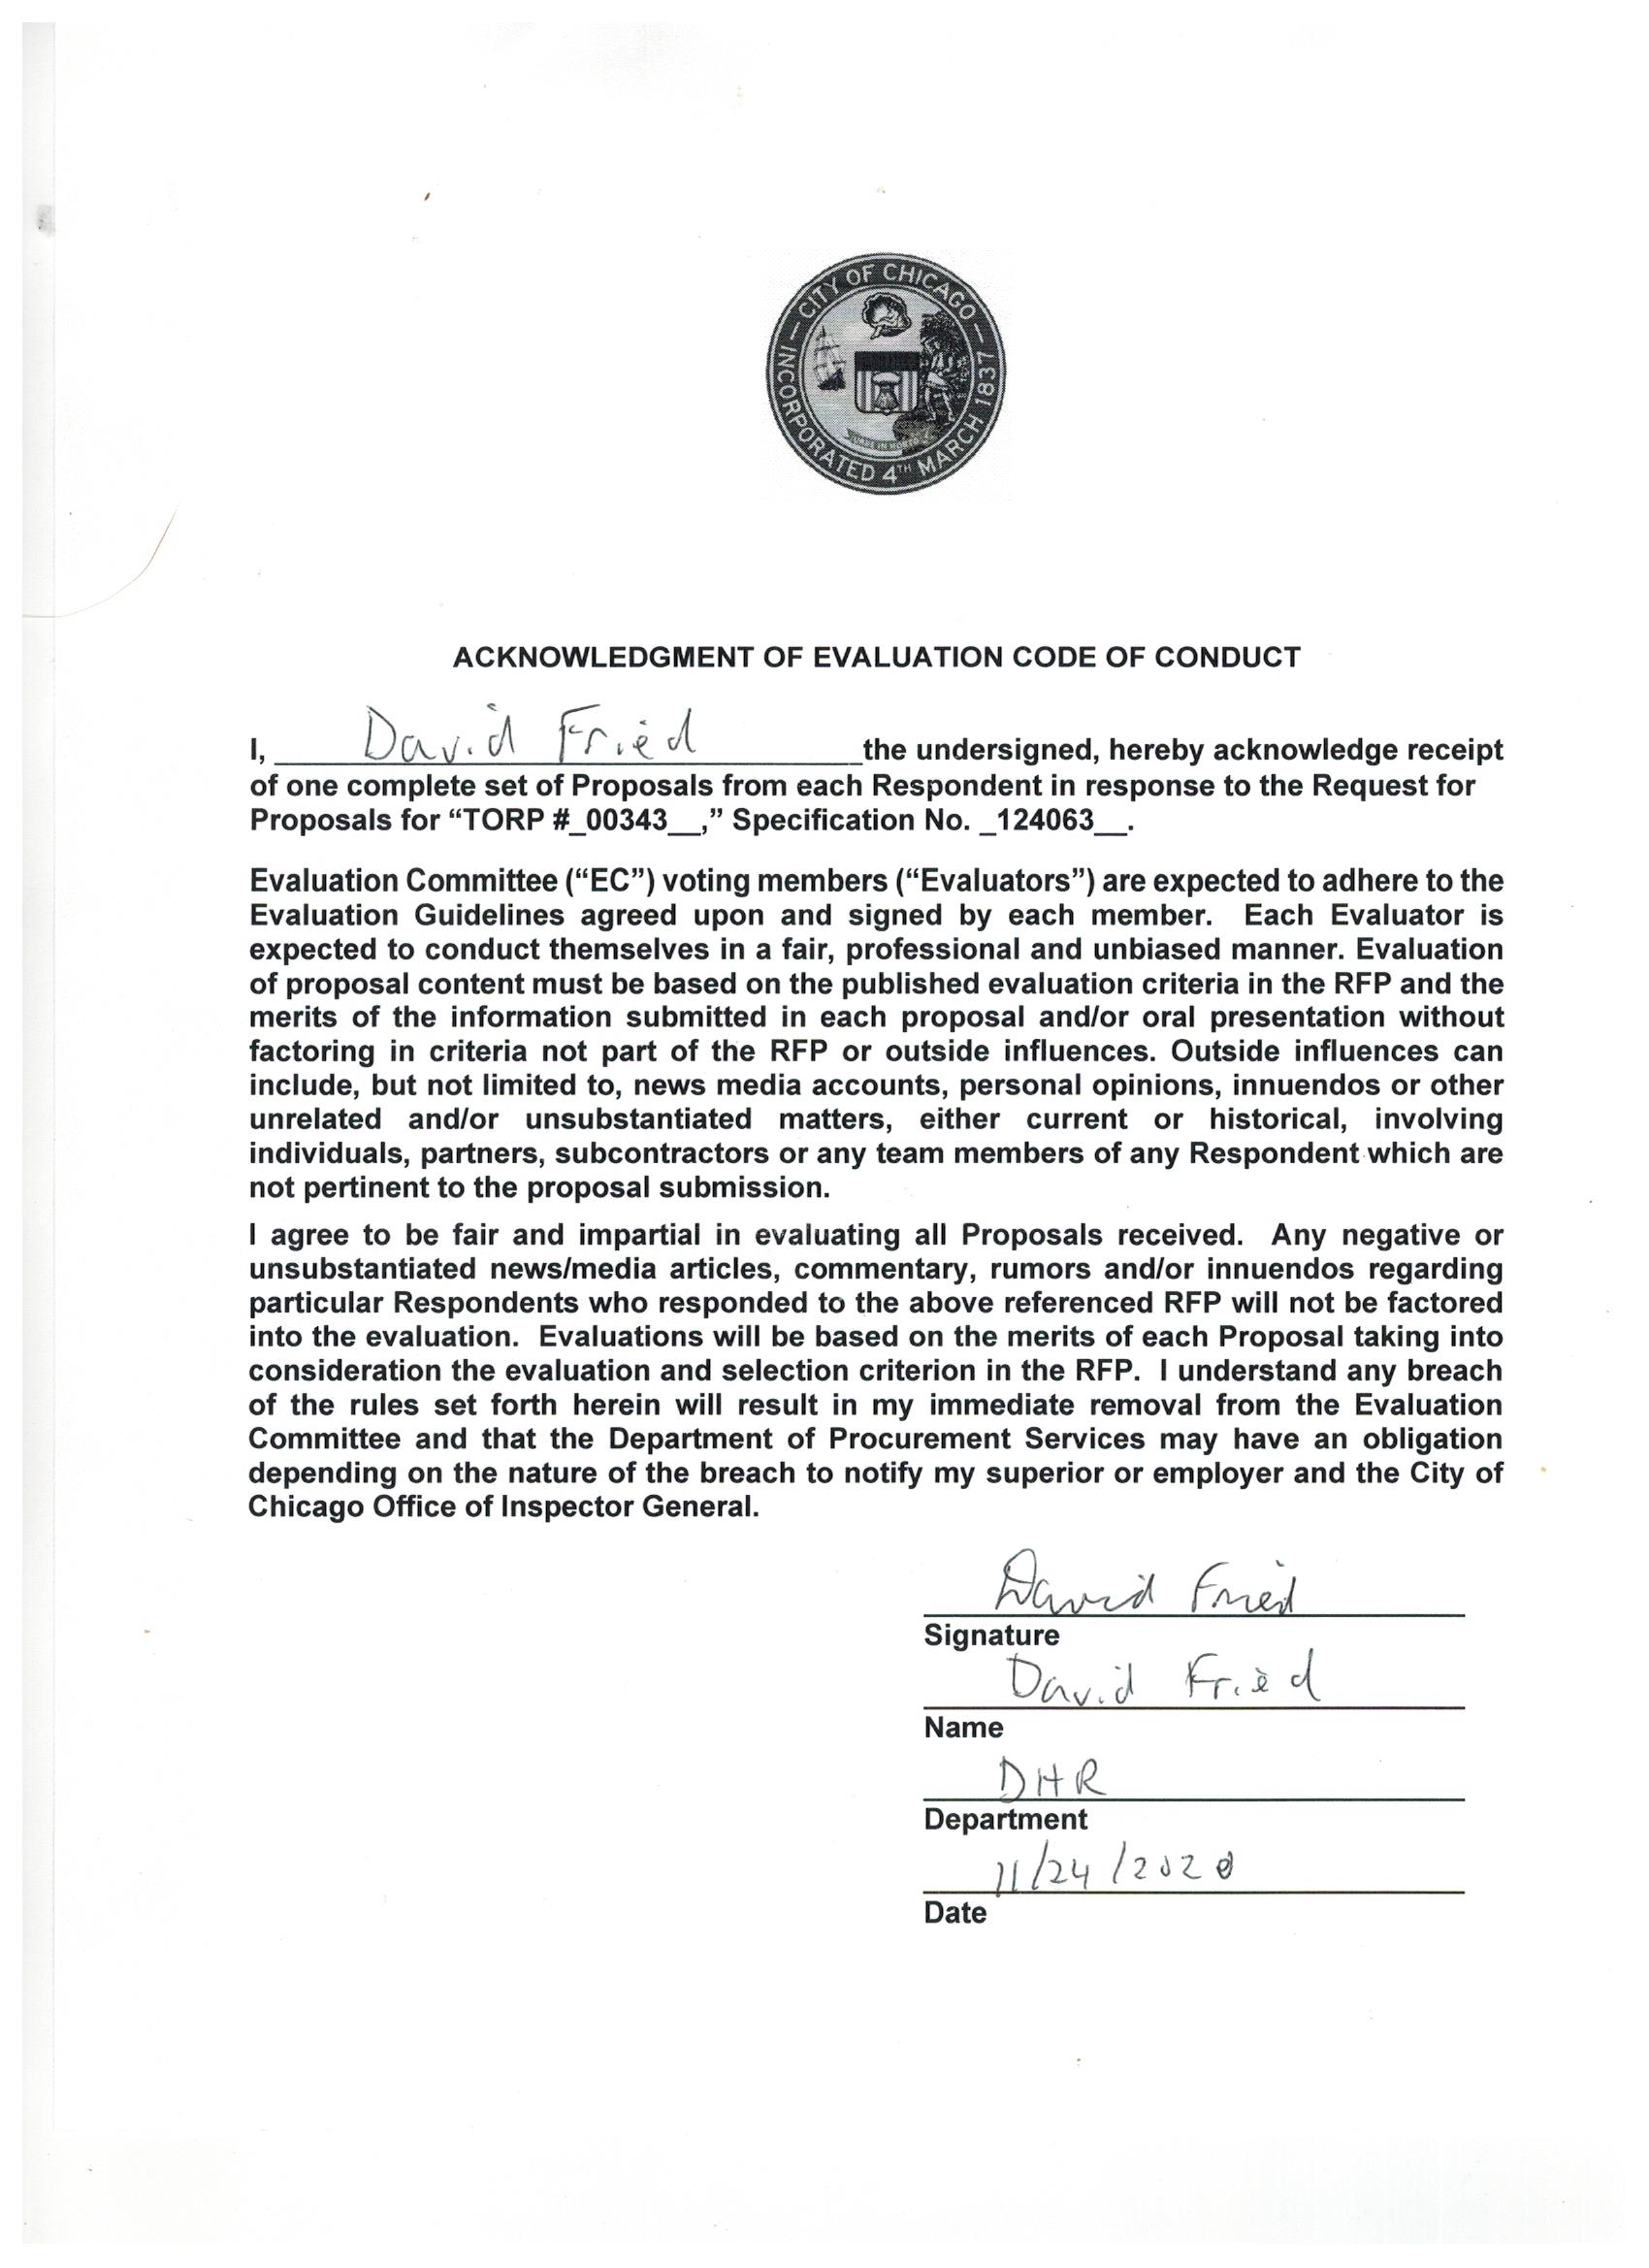 CITY OF CHICAGO
INCORPORATED 4TH MARCH 1837
ACKNOWLEDGMENT OF EVALUATION CODE OF CONDUCT
I, David Fried the undersigned, hereby acknowledge receipt
of one complete set of Proposals from each Respondent in response to the Request for
Proposals for “TORP #_00343__,” Specification No. _124063__.
Evaluation Committee (“EC”) voting members (“Evaluators”) are expected to adhere to the
Evaluation Guidelines agreed upon and signed by each member. Each Evaluator is
expected to conduct themselves in a fair, professional and unbiased manner. Evaluation
of proposal content must be based on the published evaluation criteria in the RFP and the
merits of the information submitted in each proposal and/or oral presentation without
factoring in criteria not part of the RFP or outside influences. Outside influences can
include, but not limited to, news media accounts, personal opinions, innuendos or other
unrelated and/or unsubstantiated matters, either current or historical, involving
individuals, partners, subcontractors or any team members of any Respondent which are
not pertinent to the proposal submission.
I agree to be fair and impartial in evaluating all Proposals received. Any negative or
unsubstantiated news/media articles, commentary, rumors and/or innuendos regarding
particular Respondents who responded to the above referenced RFP will not be factored
into the evaluation. Evaluations will be based on the merits of each Proposal taking into
consideration the evaluation and selection criterion in the RFP. I understand any breach
of the rules set forth herein will result in my immediate removal from the Evaluation
Committee and that the Department of Procurement Services may have an obligation
depending on the nature of the breach to notify my superior or employer and the City of
Chicago Office of Inspector General.
David Fried
Signature
David Fried
Name
DHR
Department
11/24/2020
Date